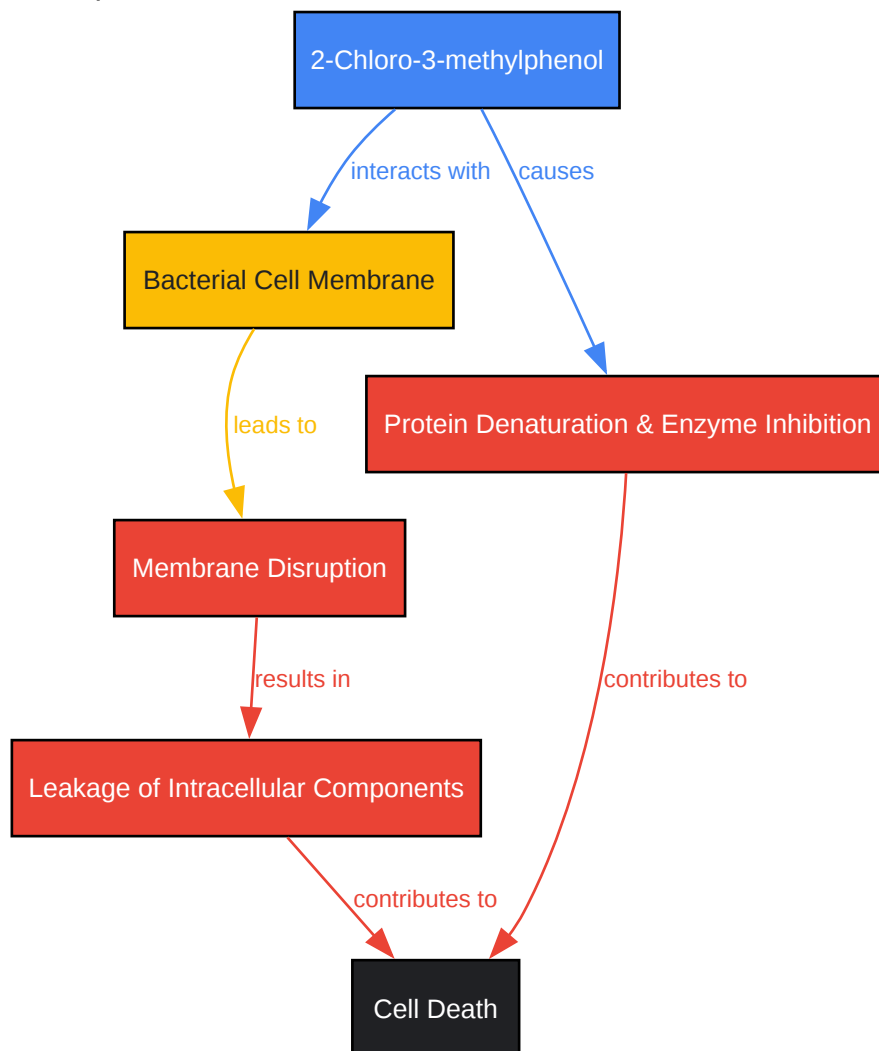 2-Chloro-3-methylphenol
interacts with
causes
Bacterial Cell Membrane
leads to
Protein Denaturation & Enzyme Inhibition
Membrane Disruption
results in
contributes to
Leakage of Intracellular Components
contributes to
Cell Death